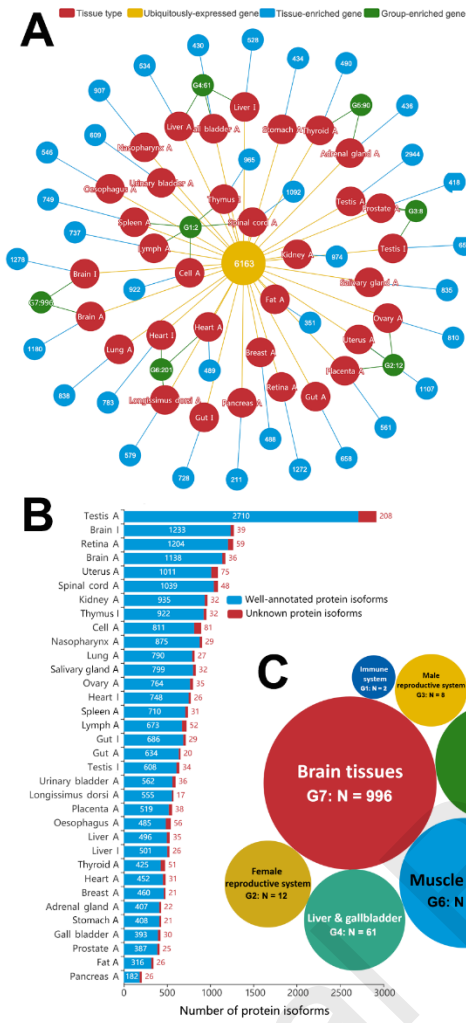 A
Tissue type
Ubiquitously-expressed gene
Tissue-enriched gene
Group-enriched gene
430
628
534
G4:61
434
490
Liver I
507
Liver A
Gall bladder A
Stomach A
Thyroid A
G5:90
436
Nasopharynx A
965
Adrenal gland A
609
2944
548
Urinary bladder A
Thymus I
1092
Testis A
418
Oesophagus A
Prostate A
749
Spleen A
G1:2
Spinal cord A
G3:8
737
Lymph A
Kidney A
Testis I
1278
Brain I
Cell A
6163
974
Salivary gland A
835
G7:996
922
Fat A
Ovary A
Brain A
351
810
Heart I
Heart A
Uterus A
1180
Lung A
Breast A
G2:12
G6:201
489
Placenta A
838
783
Longissimus dorsi A
Retina A
1107
Gut I
Pancreas A
Gut A
561
579
488
658
728
211
1272
B
Testis A 2710 208
Brain I 1233 39
Retina A 1204 59
Brain A 1138 36
Uterus A 1011 75
Spinal cord A 1039 48
Kidney A 935 32
Well-annotated protein isoforms
Thymus I 922 32
Unknown protein isoforms
Cell A 811 81
Nasopharynx A 875 29
Lung A 790 27
Salivary gland A 799 32
Ovary A 764 35
Heart I 748 26
Spleen A 710 31
Lymph A 673 52
Gut I 686 29
Gut A 634 20
Testis I 608 34
Urinary bladder A 562 36
Longissimus dorsi A 555 17
Placenta A 519 38
Oesophagus A 485 56
Liver A 496 35
Liver I 501 26
Thyroid A 425 51
Heart A 452 31
Breast A 460 21
Adrenal gland A 407 22
Stomach A 408 21
Gall bladder A 393 30
Prostate A 387 25
Fat A 316 26
Pancreas A 182 26
0 500 1000 1500 2000 2500 3000
Number of protein isoforms
C
Immune
system
G1: N = 2
Male
reproductive system
G3: N = 8
Brain tissues
G7: N = 996
Female
reproductive system
G2: N = 12
Liver & gallbladder
G4: N = 61
Muscle
G6: N